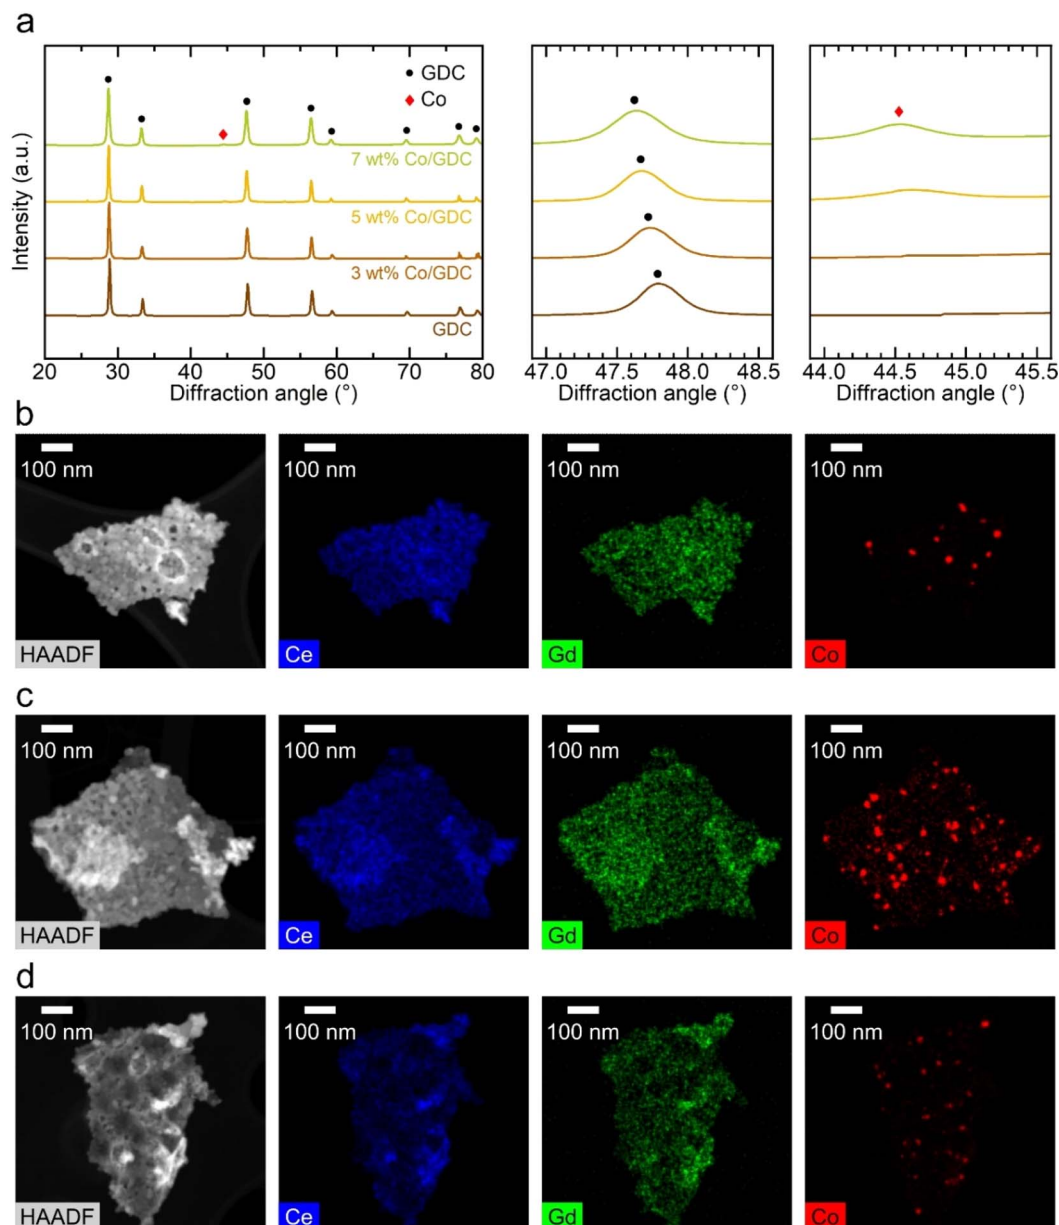 a
GDC
Co
7 wt% Co/GDC
5 wt% Co/GDC
3 wt% Co/GDC
GDC
Intensity (a.u.)
20 30 40 50 60 70 80
Diffraction angle (°)
47.0 47.5 48.0 48.5
Diffraction angle (°)
44.0 44.5 45.0 45.5
Diffraction angle (°)
b
100 nm 100 nm 100 nm 100 nm
HAADF Ce Gd Co
c
100 nm 100 nm 100 nm 100 nm
HAADF Ce Gd Co
d
100 nm 100 nm 100 nm 100 nm
HAADF Ce Gd Co